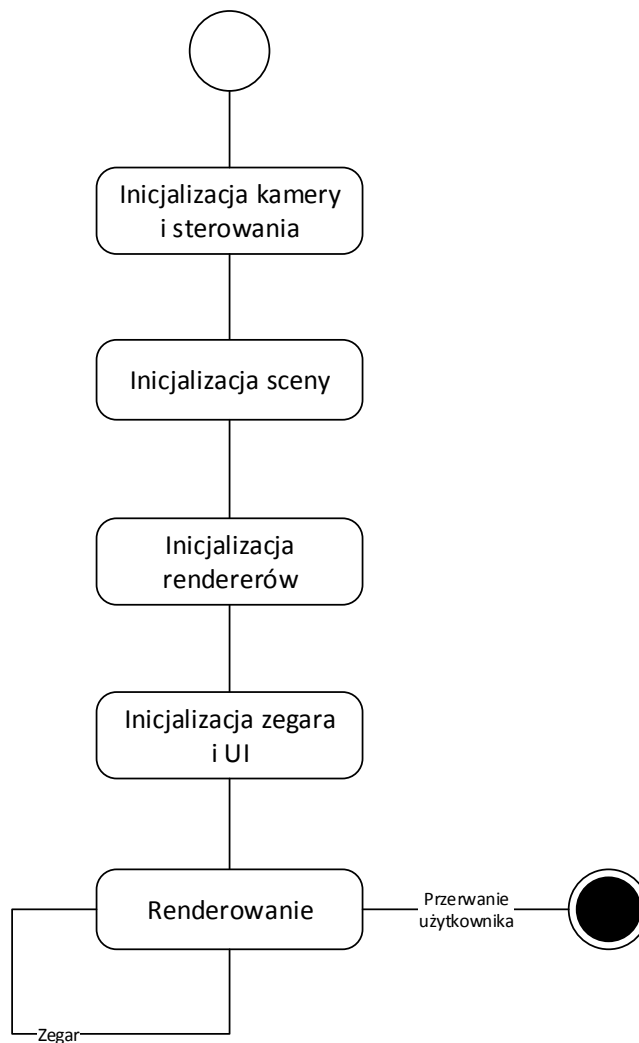 Inicjalizacja kamery
i sterowania
Inicjalizacja sceny
Inicjalizacja
rendererów
Inicjalizacja zegara
i UI
Renderowanie
Przerwanie
użytkownika
Zegar